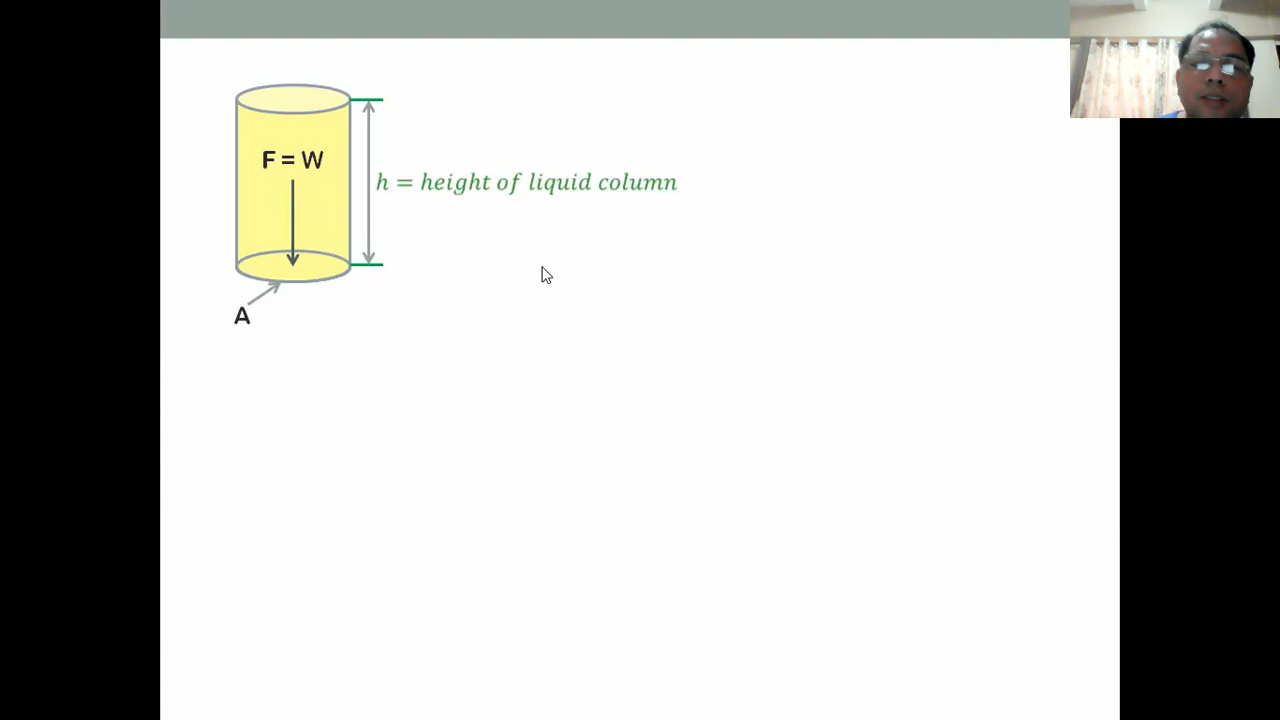 F = W
h = height of liquid column
A